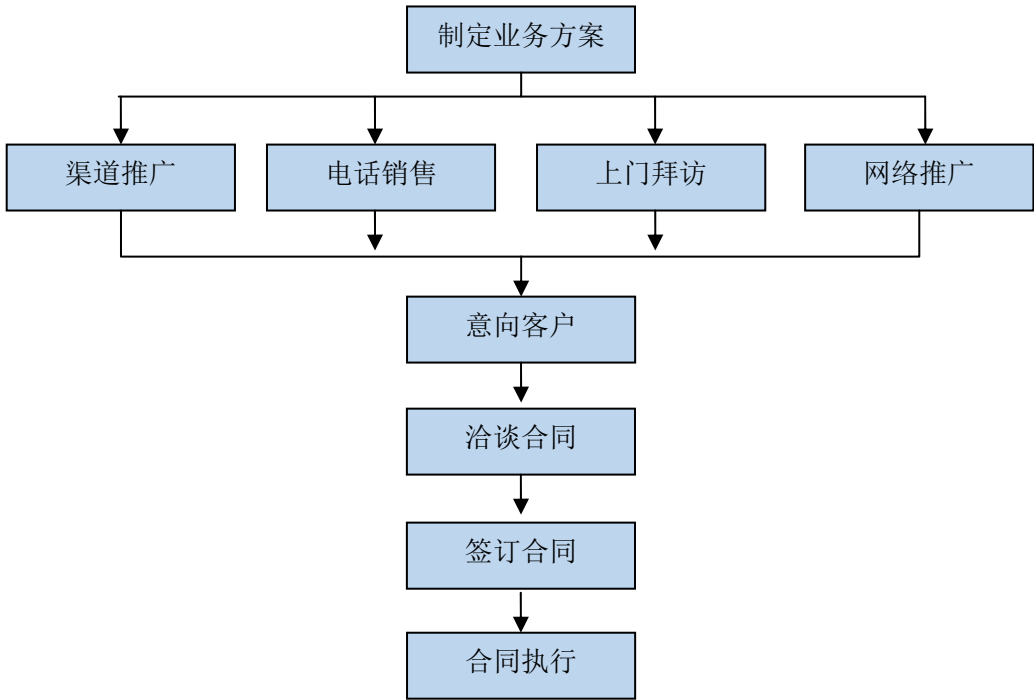 制定业务方案
渠道推广
电话销售
上门拜访
网络推广
意向客户
洽谈合同
签订合同
合同执行